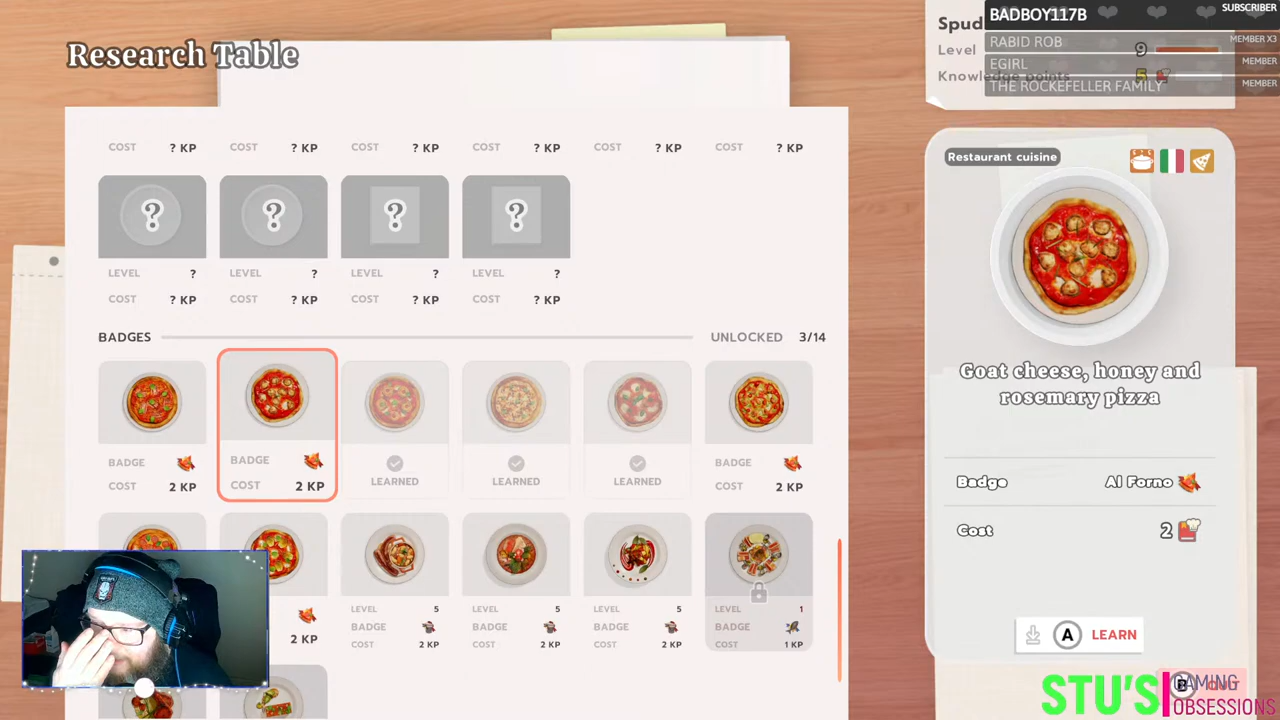 Research Table
COST ? KP COST ? KP COST ? KP COST ? KP COST ? KP COST ? KP
? ? ? ?
LEVEL ? LEVEL ? LEVEL ? LEVEL ?
COST ? KP COST ? KP COST ? KP COST ? KP
BADGES UNLOCKED 3/14
BADGE BADGE LEARNED LEARNED LEARNED BADGE
COST 2 KP COST 2 KP COST 2 KP
LEVEL 5 LEVEL 5 LEVEL 5 LEVEL 1
BADGE BADGE BADGE BADGE
2 KP COST 2 KP COST 2 KP COST 2 KP COST 1 KP
Spud
Level 9
Knowledge points 5
BADBOY117B SUBSCRIBER
RABID ROB MEMBER X3
EGIRL MEMBER
THE ROCKEFELLER FAMILY MEMBER
Restaurant cuisine
Goat cheese, honey and
rosemary pizza
Badge Al Forno
Cost 2
A LEARN
STU'S GAMING
OBSESSIONS